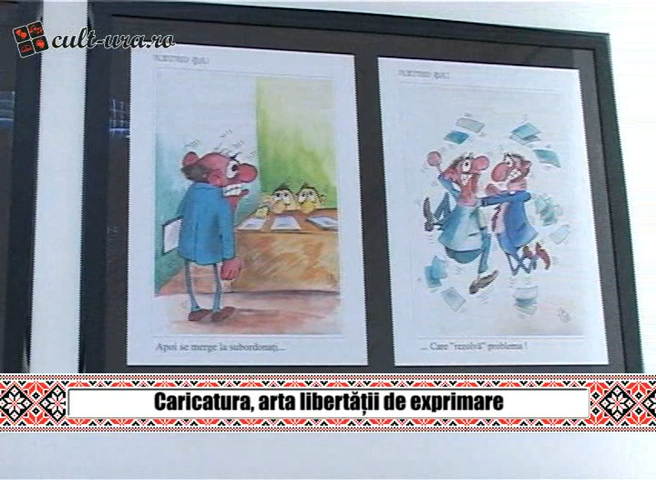 cult-ura.ro
Apoi se merge la subordonați...
... Care "rezolvă" problema !
Caricatura, arta libertății de exprimare